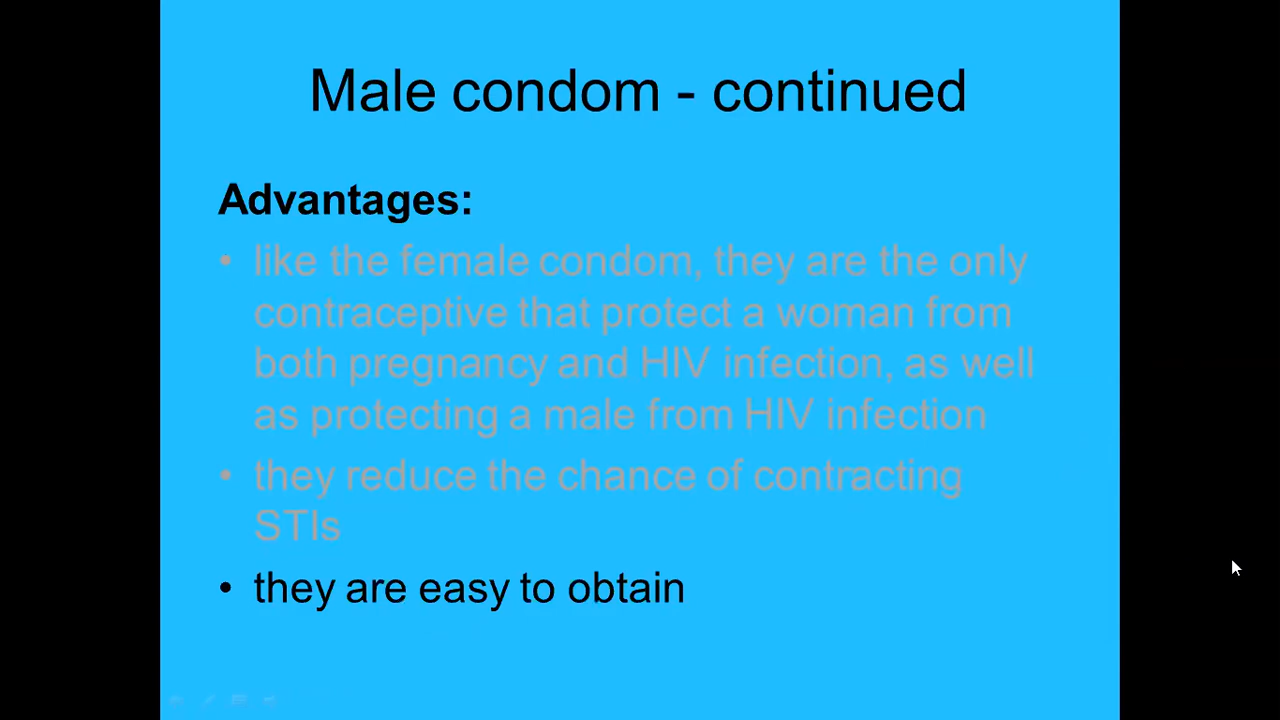 Male condom - continued
Advantages:
• like the female condom, they are the only
contraceptive that protect a woman from
both pregnancy and HIV infection, as well
as protecting a male from HIV infection
• they reduce the chance of contracting
STIs
• they are easy to obtain